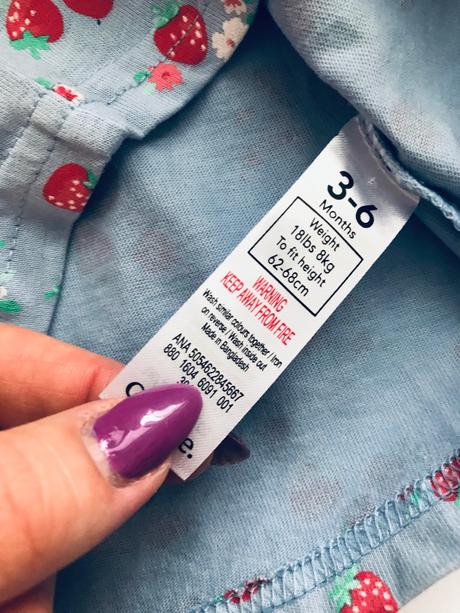 3-6
Months
Weight
18lbs 8kg
To fit height
62-68cm
WARNING
KEEP AWAY FROM FIRE
Wash similar colours together / Iron
on reverse / Wash inside out
Made in Bangladesh
ANA 5054622845667
880 1604 6091 001